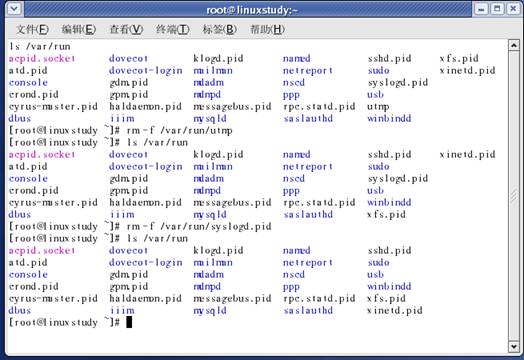 root@linuxstudy:~
文件(F) 编辑(E) 查看(V) 终端(T) 标签(B) 帮助(H)
ls /var/run
acpid.socket dovecot klogd.pid named sshd.pid xfs.pid
atd.pid dovecot-login mailman netreport sudo xinetd.pid
console gdm.pid mdadm nscd syslogd.pid
crond.pid gpm.pid mdmpd ppp usb
cyrus-master.pid haldaemon.pid messagebus.pid rpc.statd.pid utmp
dbus iiim mysqld saslauthd winbindd
[root@linuxstudy ~]# rm -f /var/run/utmp
[root@linuxstudy ~]# ls /var/run
acpid.socket dovecot klogd.pid named sshd.pid xinetd.pid
atd.pid dovecot-login mailman netreport sudo
console gdm.pid mdadm nscd syslogd.pid
crond.pid gpm.pid mdmpd ppp usb
cyrus-master.pid haldaemon.pid messagebus.pid rpc.statd.pid winbindd
dbus iiim mysqld saslauthd xfs.pid
[root@linuxstudy ~]# rm -f /var/run/syslogd.pid
[root@linuxstudy ~]# ls /var/run
acpid.socket dovecot klogd.pid named sshd.pid
atd.pid dovecot-login mailman netreport sudo
console gdm.pid mdadm nscd usb
crond.pid gpm.pid mdmpd ppp winbindd
cyrus-master.pid haldaemon.pid messagebus.pid rpc.statd.pid xfs.pid
dbus iiim mysqld saslauthd xinetd.pid
[root@linuxstudy ~]#